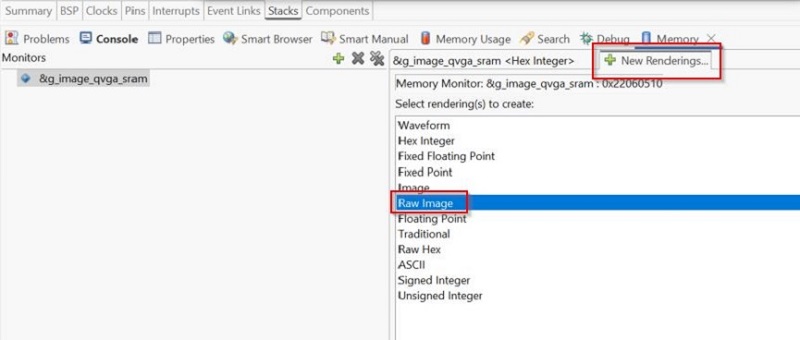 Summary BSP Clocks Pins Interrupts Event Links Stacks Components
Problems Console Properties Smart Browser Smart Manual Memory Usage Search Debug Memory
Monitors
&g_image_qvga_sram <Hex Integer> New Renderings...
&g_image_qvga_sram
Memory Monitor: &g_image_qvga_sram : 0x22060510
Select rendering(s) to create:
Waveform
Hex Integer
Fixed Floating Point
Fixed Point
Image
Raw Image
Floating Point
Traditional
Raw Hex
ASCII
Signed Integer
Unsigned Integer